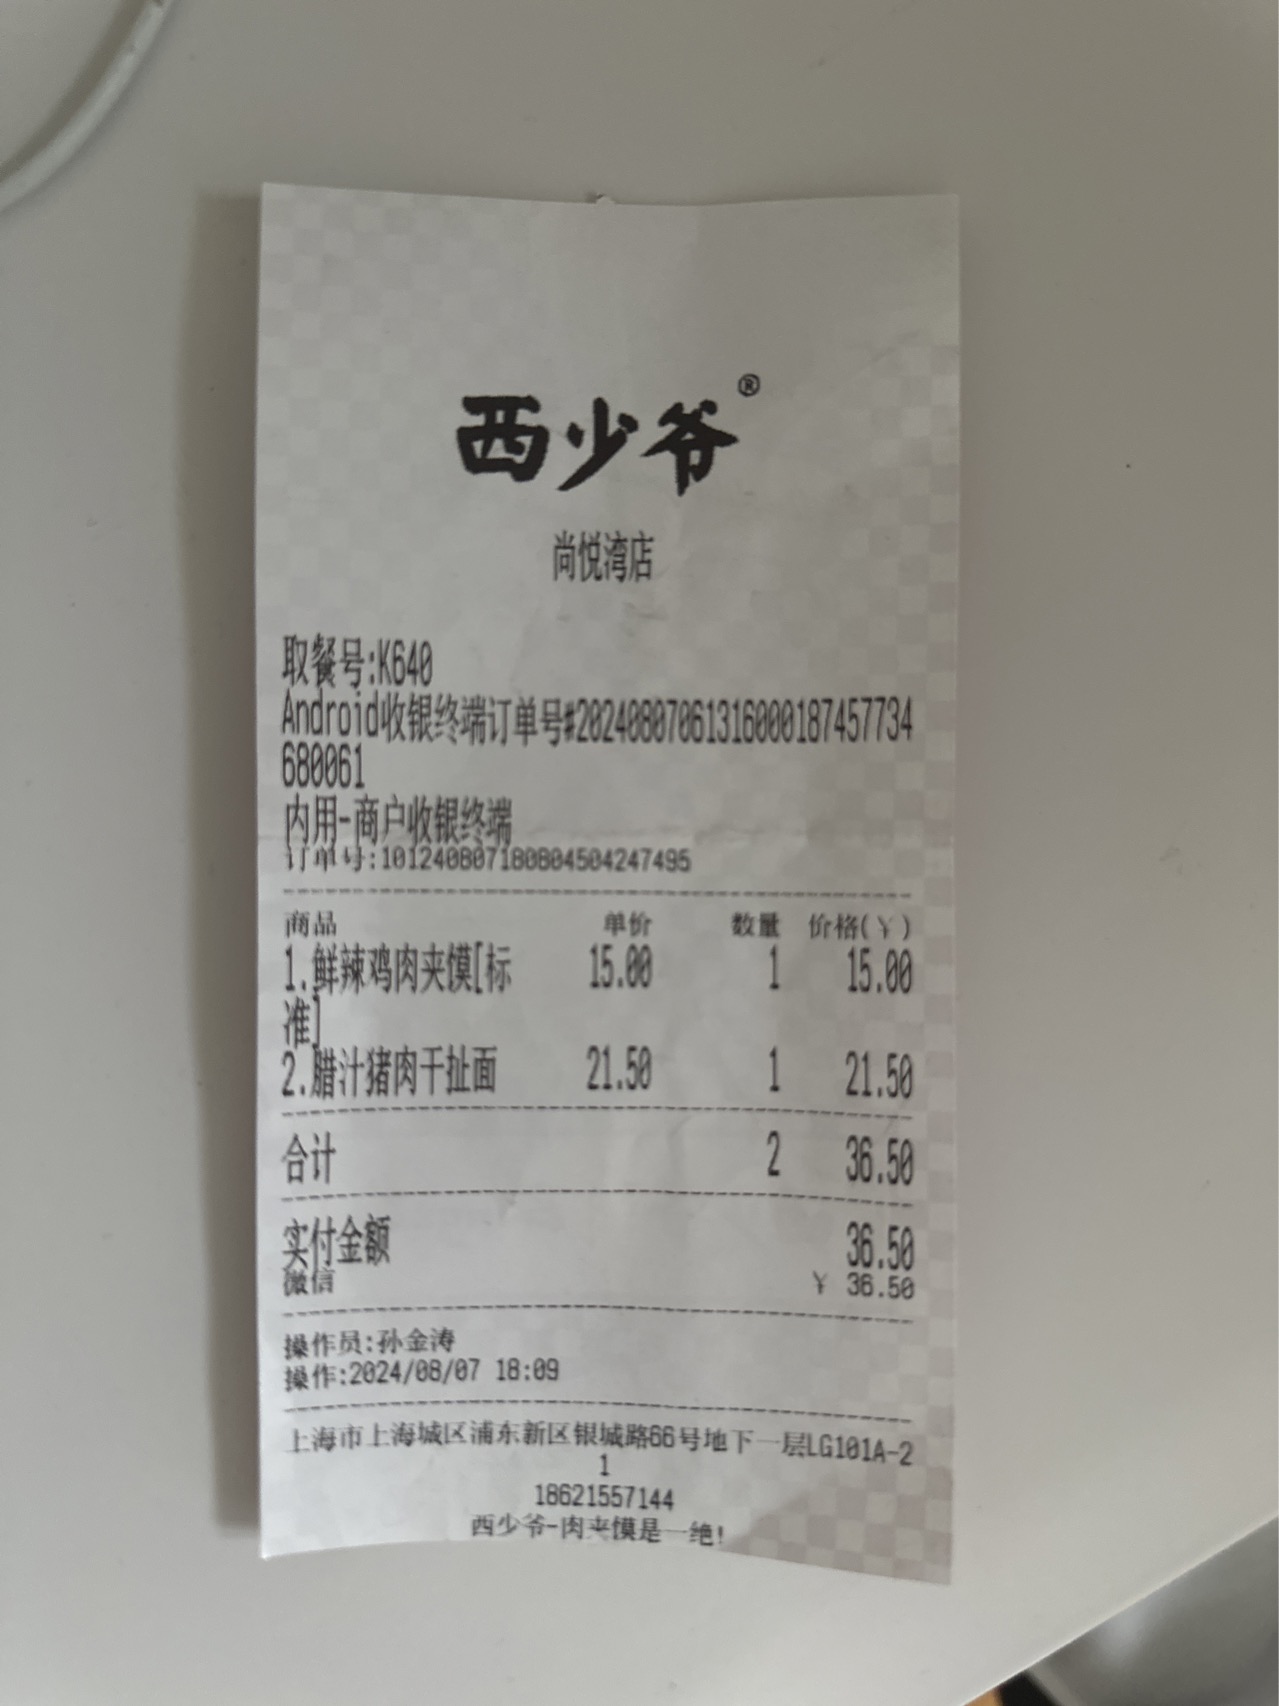 西少爷®
尚悦湾店
取餐号:K640
Android收银终端订单号#20240807061316000187457734
680061
内用-商户收银终端
订单号:101240807180804504247495
商品 单价 数量 价格(¥)
1.鲜辣鸡肉夹馍[标 15.00 1 15.00
准]
2.腊汁猪肉干扯面 21.50 1 21.50
合计 2 36.50
实付金额 36.50
微信 ¥ 36.50
操作员:孙金涛
操作:2024/08/07 18:09
上海市上海城区浦东新区银城路66号地下一层LG101A-2
1
18621557144
西少爷-肉夹馍是一绝!